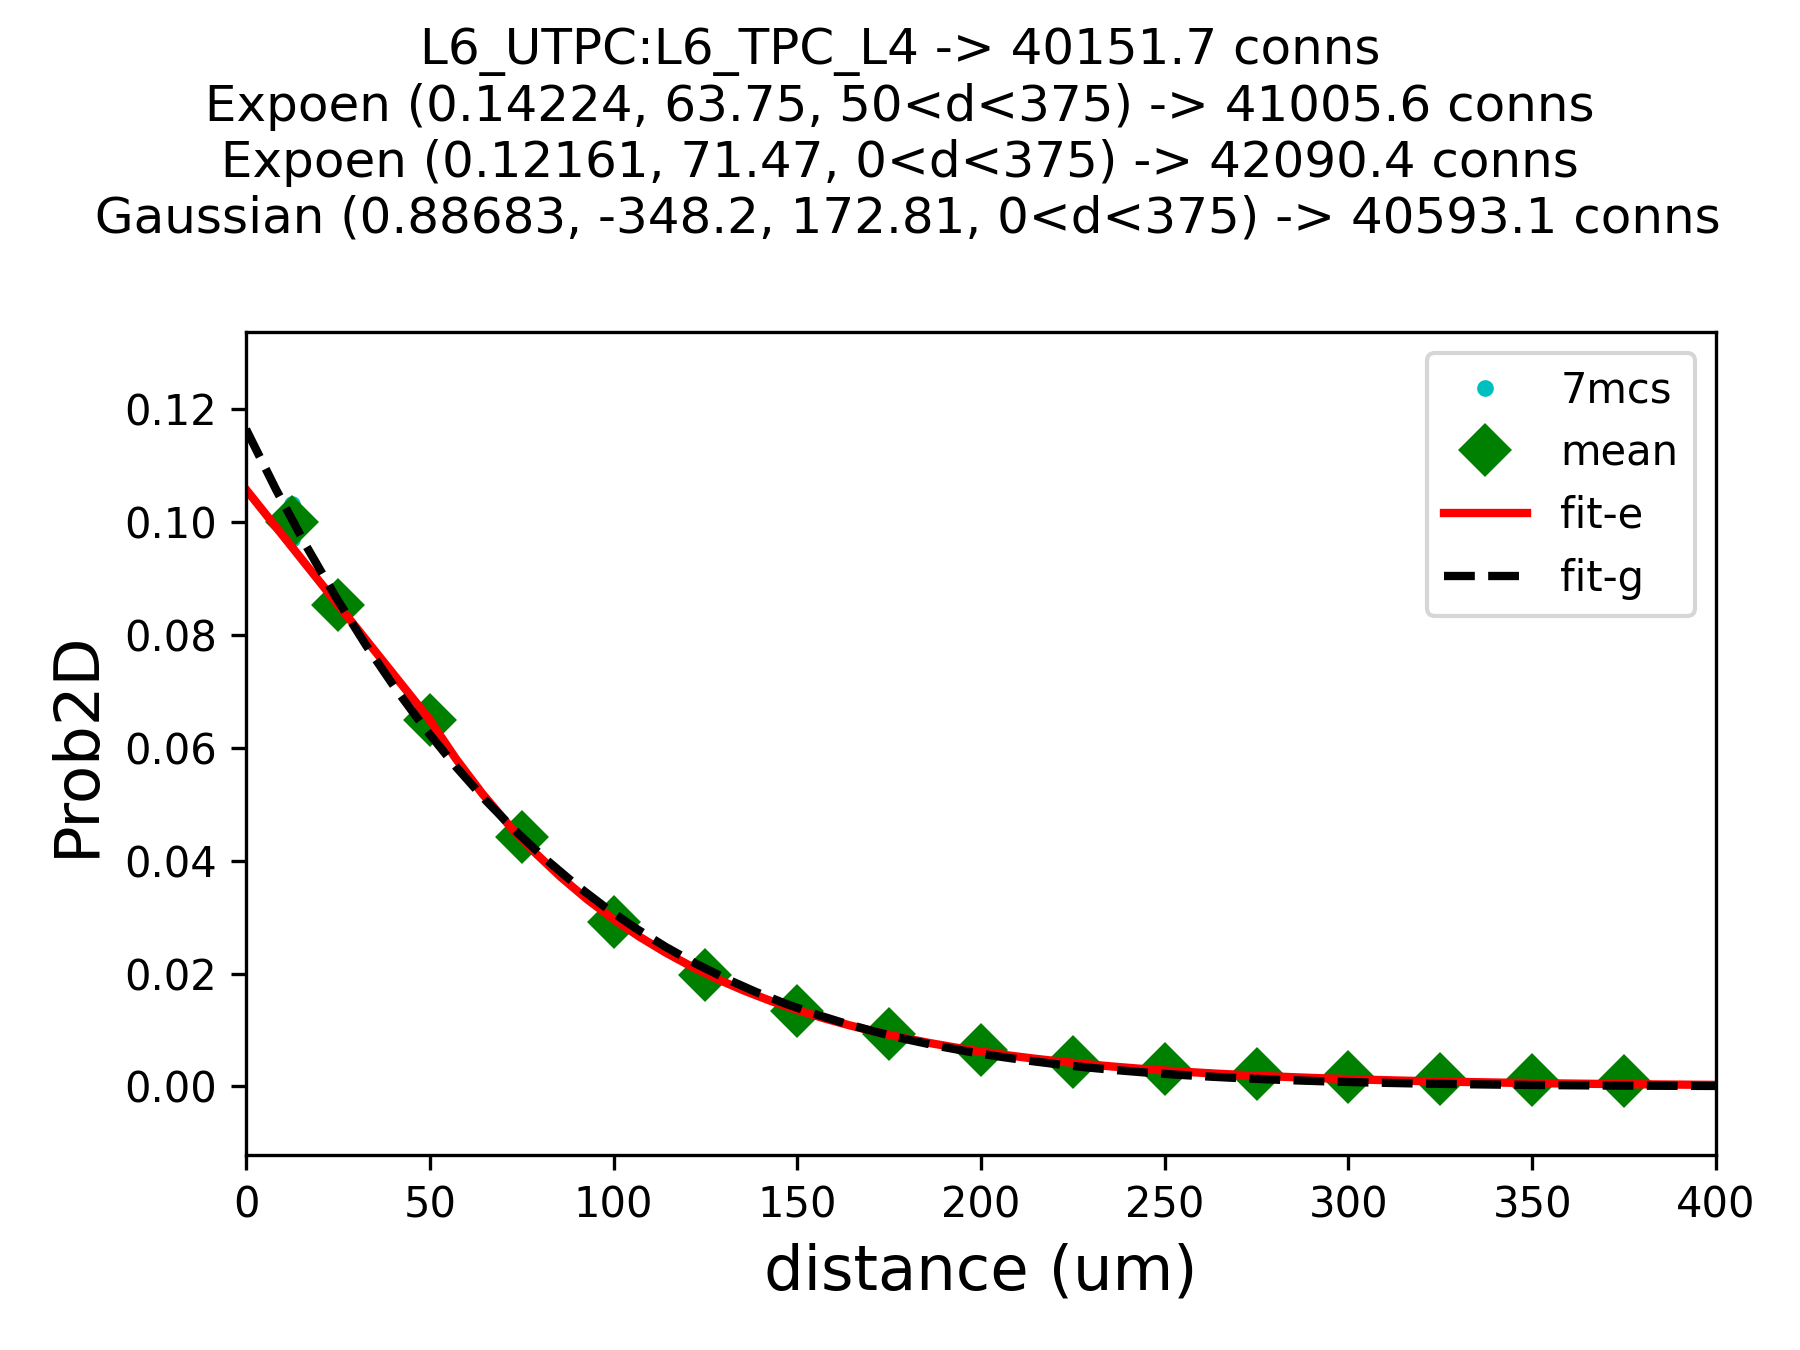 L6_UTPC:L6_TPC_L4 -> 40151.7 conns
Expoen (0.14224, 63.75, 50<d<375) -> 41005.6 conns
Expoen (0.12161, 71.47, 0<d<375) -> 42090.4 conns
Gaussian (0.88683, -348.2, 172.81, 0<d<375) -> 40593.1 conns
7mcs
mean
fit-e
fit-g
Prob2D
0.12
0.10
0.08
0.06
0.04
0.02
0.00
0 50 100 150 200 250 300 350 400
distance (um)